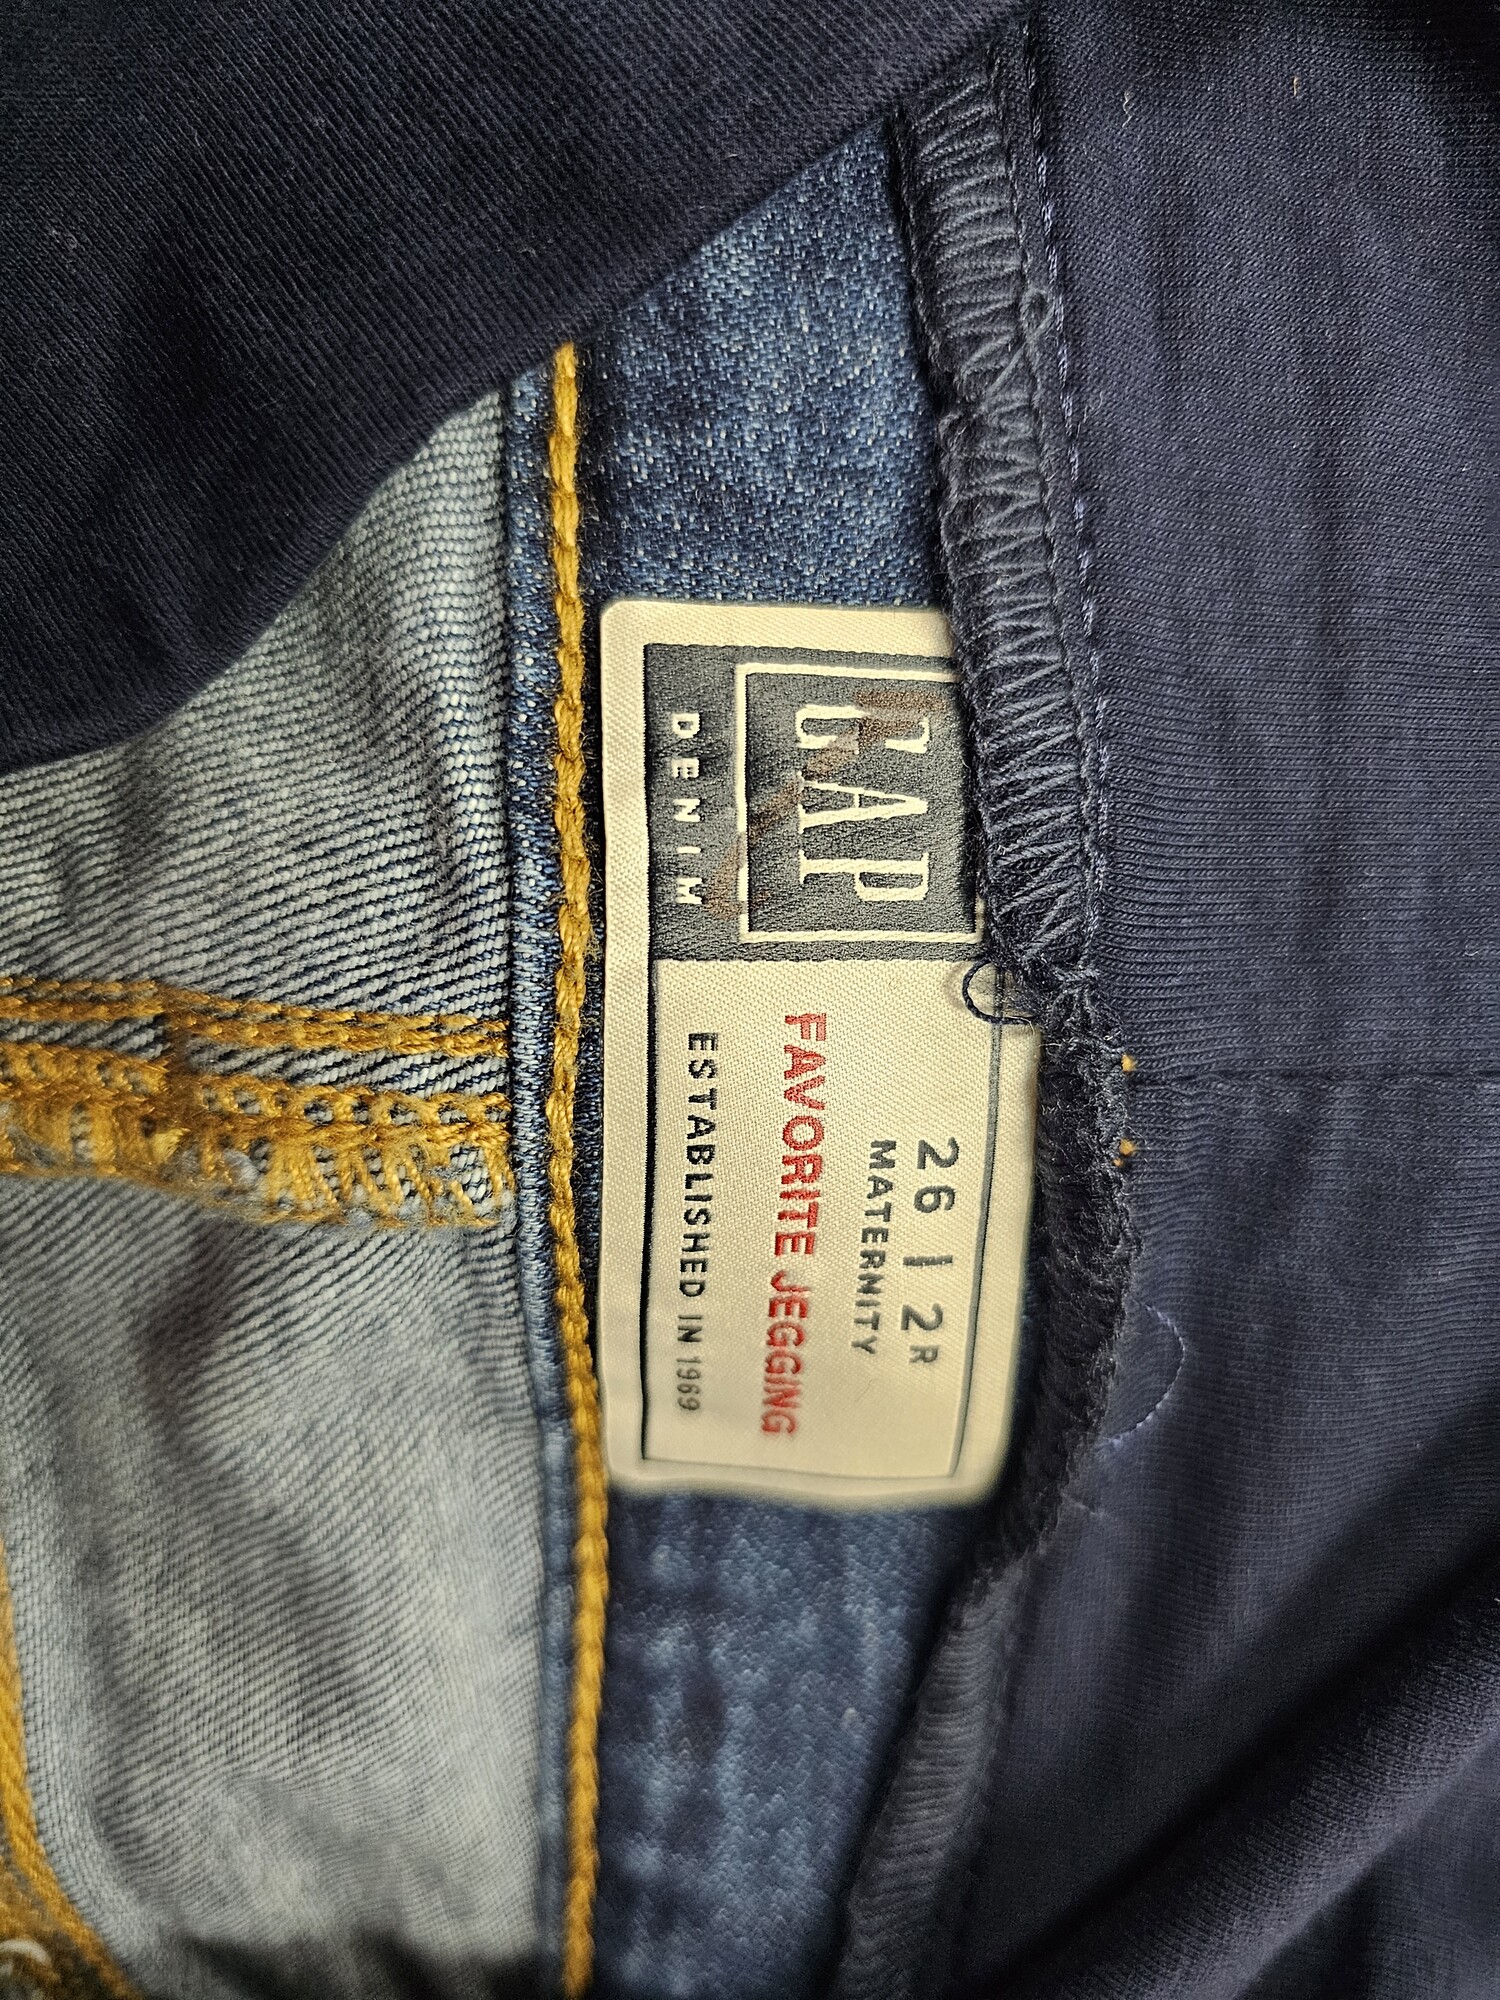 GAP
DENIM
26 | 2R
MATERNITY
FAVORITE JEGGING
ESTABLISHED IN 1969